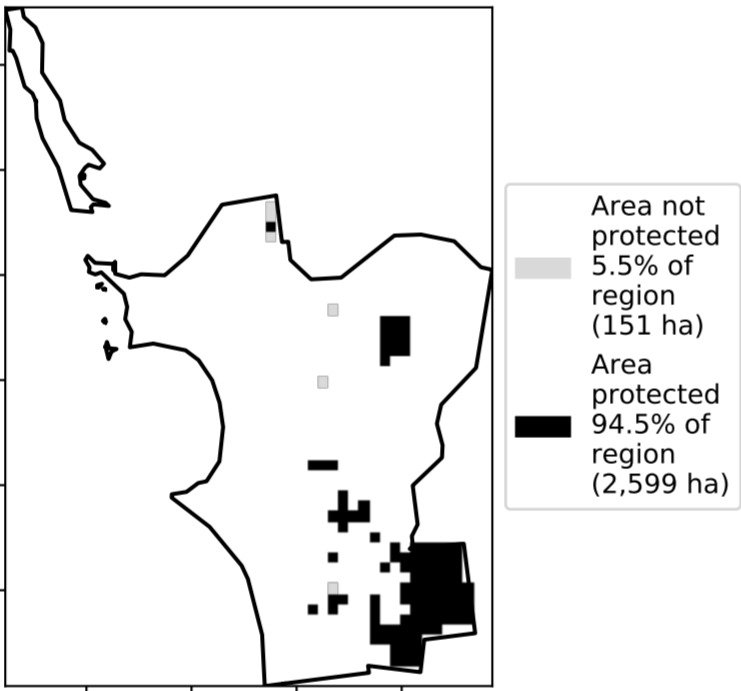 Area not
protected
5.5% of
region
(151 ha)
Area
protected
94.5% of
region
(2,599 ha)